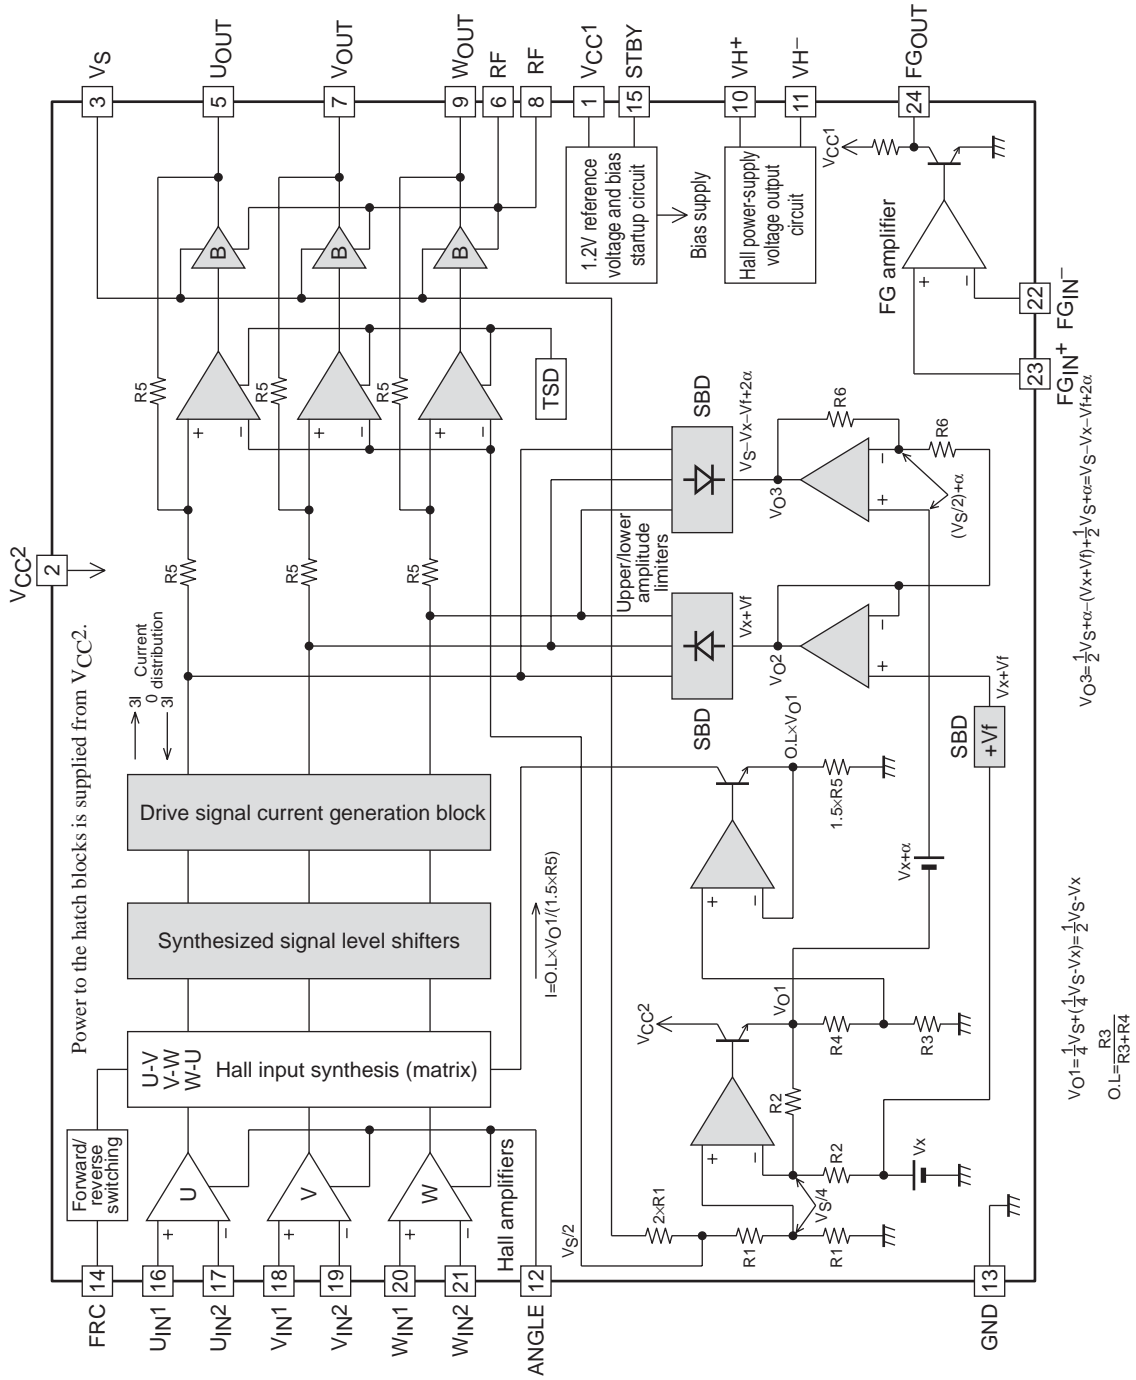 Power to the hatch blocks is supplied from VCC2.
VCC2
2
VS
3
UOUT
5
VOUT
7
WOUT
9
RF
6
RF
8
VCC1
1
STBY
15
VH+
10
VH−
11
FGOUT
24
FGIN−
22
FGIN+
23
FRC
14
UIN1
16
UIN2
17
VIN1
18
VIN2
19
WIN1
20
WIN2
21
ANGLE
12
GND
13
Forward/
reverse
switching
U
V
W
+
−
+
−
+
−
Hall amplifiers
U-V
V-W
W-U
Hall input synthesis (matrix)
Synthesized signal level shifters
Drive signal current generation block
3I
0
3I
Current
distribution
R5
R5
R5
R5
R5
R5
+
−
+
−
+
−
B
B
B
TSD
1.2V reference
voltage and bias
startup circuit
Bias supply
Hall power-supply
voltage output
circuit
VCC1
FG amplifier
+
−
I=O.L×VO1/(1.5×R5)
VS/2
2×R1
R1
R1
VS/4
+
−
VCC2
R2
R2
Vx
VO1
R4
R3
+
−
O.L×VO1
1.5×R5
Vx+α
SBD
+Vf
Vx+Vf
SBD
Upper/lower
amplitude
limiters
SBD
Vx+Vf
VO2
−
+
VS−Vx−Vf+2α
VO3
−
+
R6
R6
(VS/2)+α
VO1=1/4VS+(1/4VS-Vx)=1/2VS-Vx
O.L=R3/R3+R4
VO3=1/2VS+α−(Vx+Vf)+1/2VS+α=VS−Vx−Vf+2α